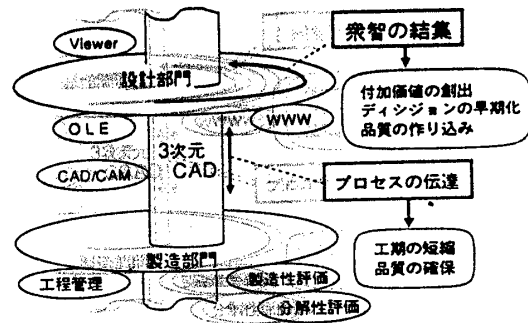 Viewer
衆智の結集
設計部門
付加価値の創出
ディシジョンの早期化
品質の作り込み
OLE
WWW
3次元
CAD
CAD/CAM
プロセスの伝達
製造部門
工期の短縮
品質の確保
工程管理
製造性評価
分解性評価